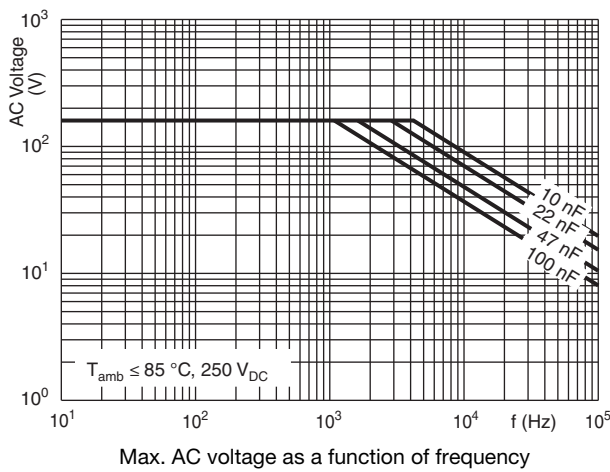 AC Voltage
(V)
10³
10²
10¹
10⁰
10 nF
22 nF
47 nF
100 nF
T_amb ≤ 85 °C, 250 V_DC
10¹ 10² 10³ 10⁴ f (Hz) 10⁵
Max. AC voltage as a function of frequency